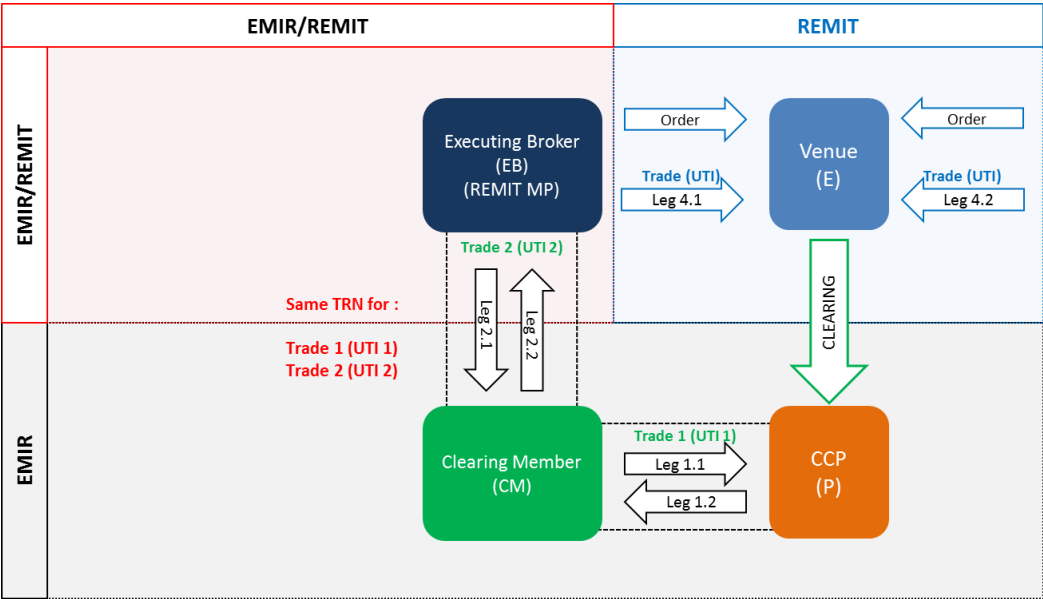 EMIR/REMIT
REMIT
EMIR/REMIT
Executing Broker
(EB)
(REMIT MP)
Order
Venue
(E)
Order
Trade (UTI)
Leg 4.1
Trade (UTI)
Leg 4.2
Trade 2 (UTI 2)
Leg 2.1
Leg 2.2
CLEARING
Same TRN for :
Trade 1 (UTI 1)
Trade 2 (UTI 2)
EMIR
Clearing Member
(CM)
Trade 1 (UTI 1)
Leg 1.1
Leg 1.2
CCP
(P)